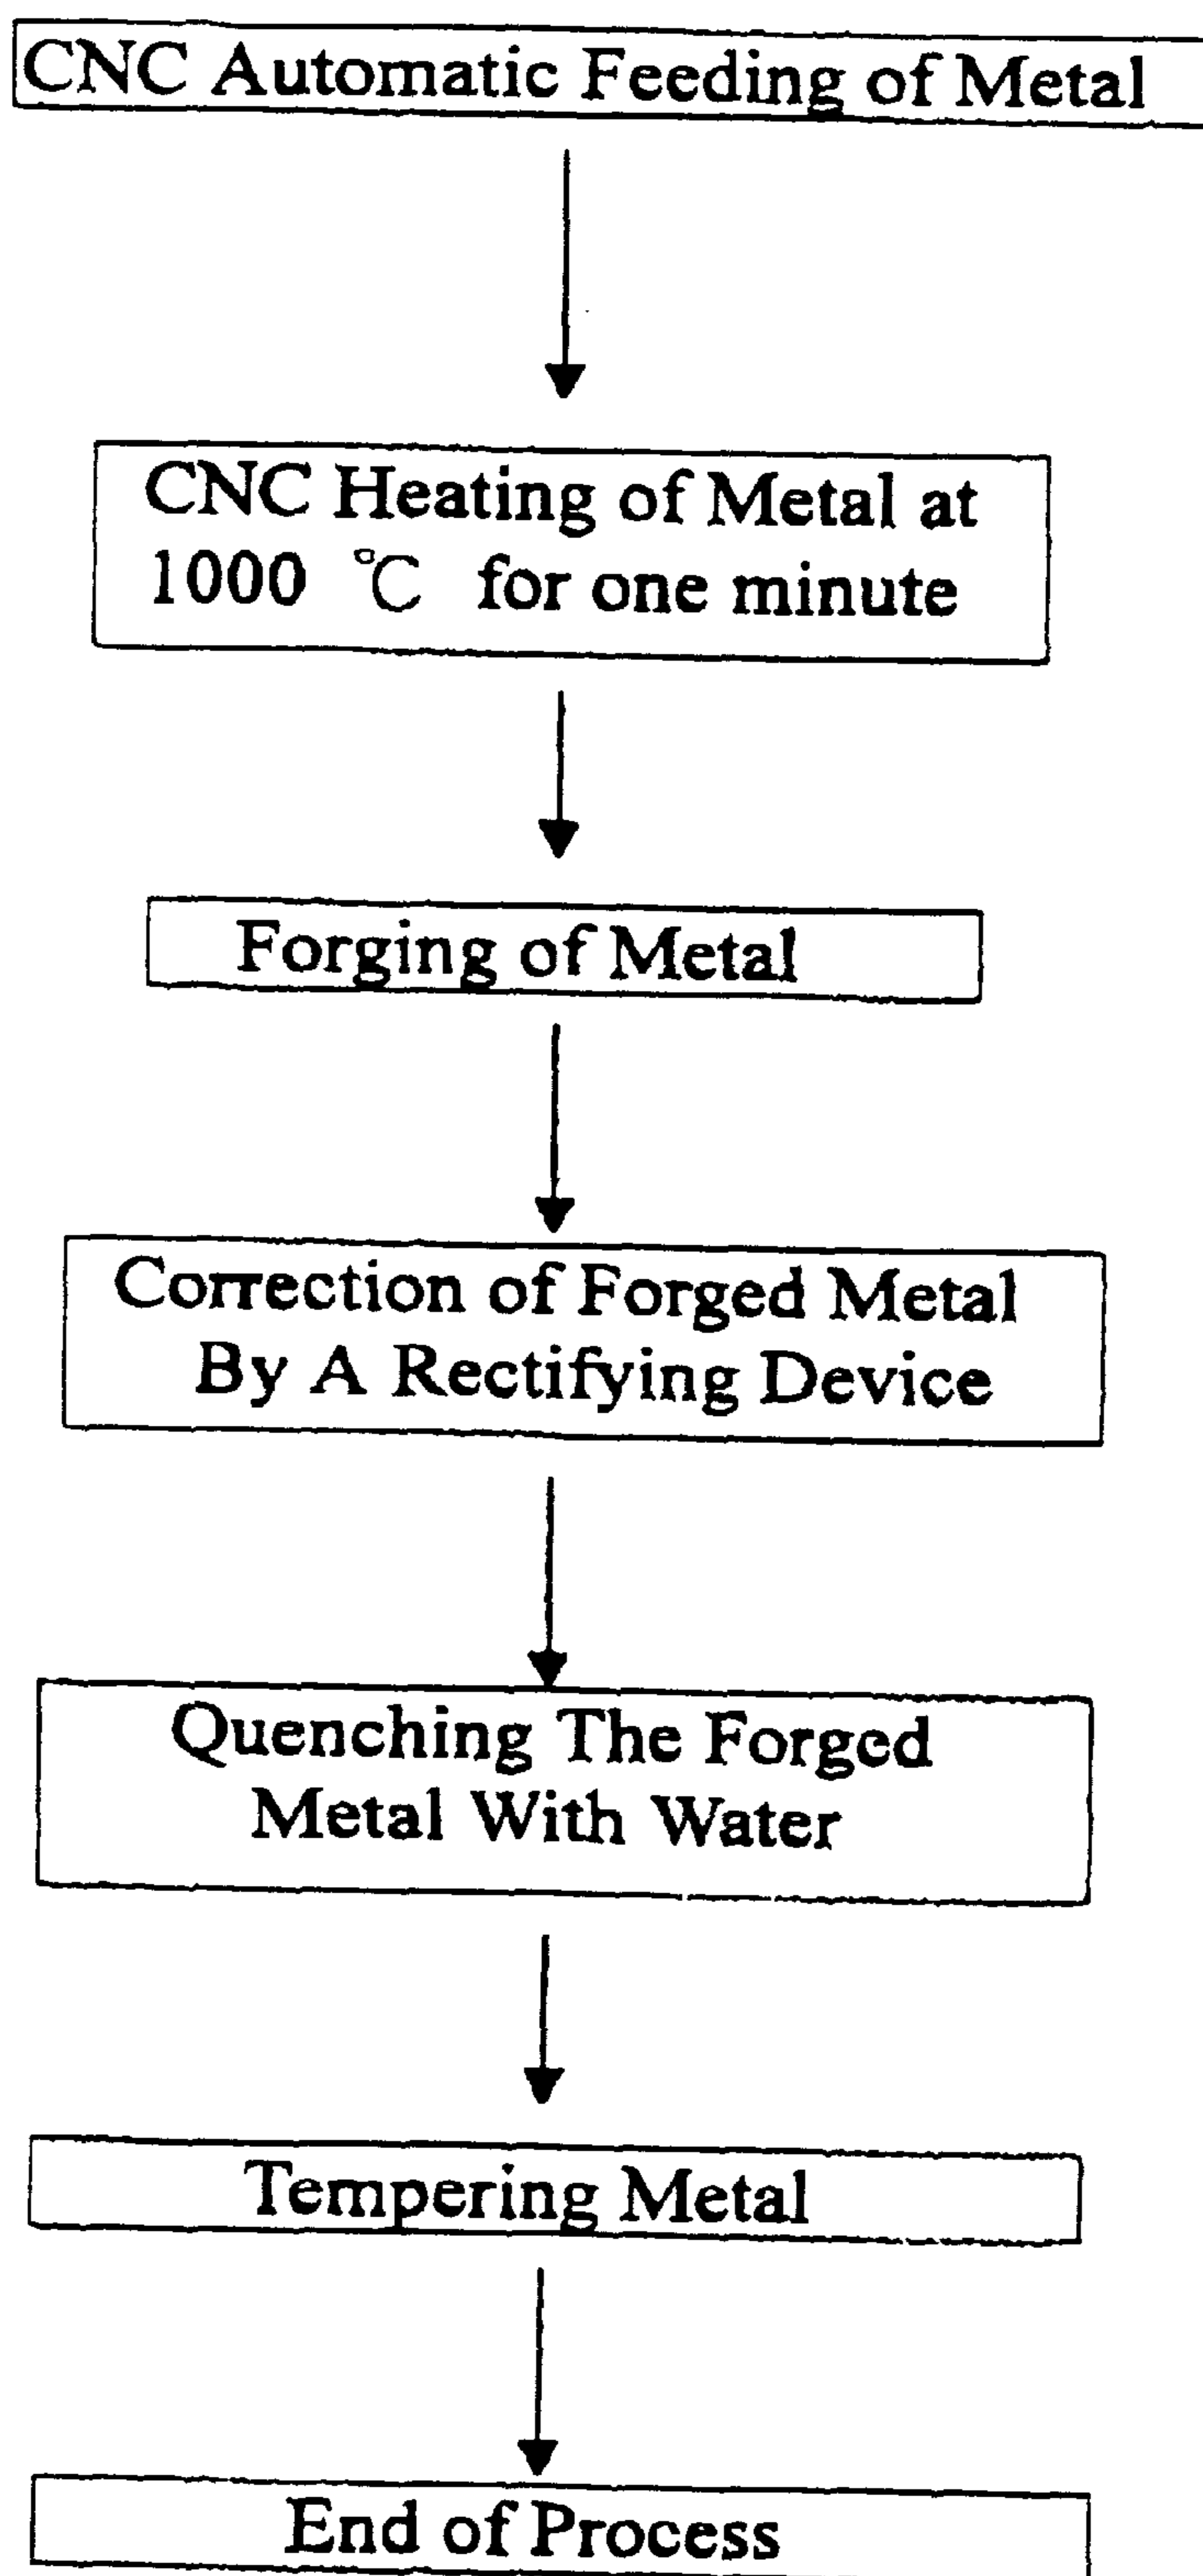 CNC Automatic Feeding of Metal
CNC Heating of Metal at
1000 ℃ for one minute
Forging of Metal
Correction of Forged Metal
By A Rectifying Device
Quenching The Forged
Metal With Water
Tempering Metal
End of Process